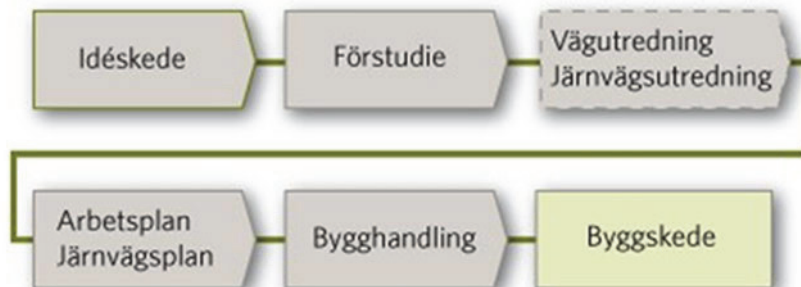 Idéskede
Förstudie
Vägutredning
Järnvägsutredning
Arbetsplan
Järnvägsplan
Bygghandling
Byggskede